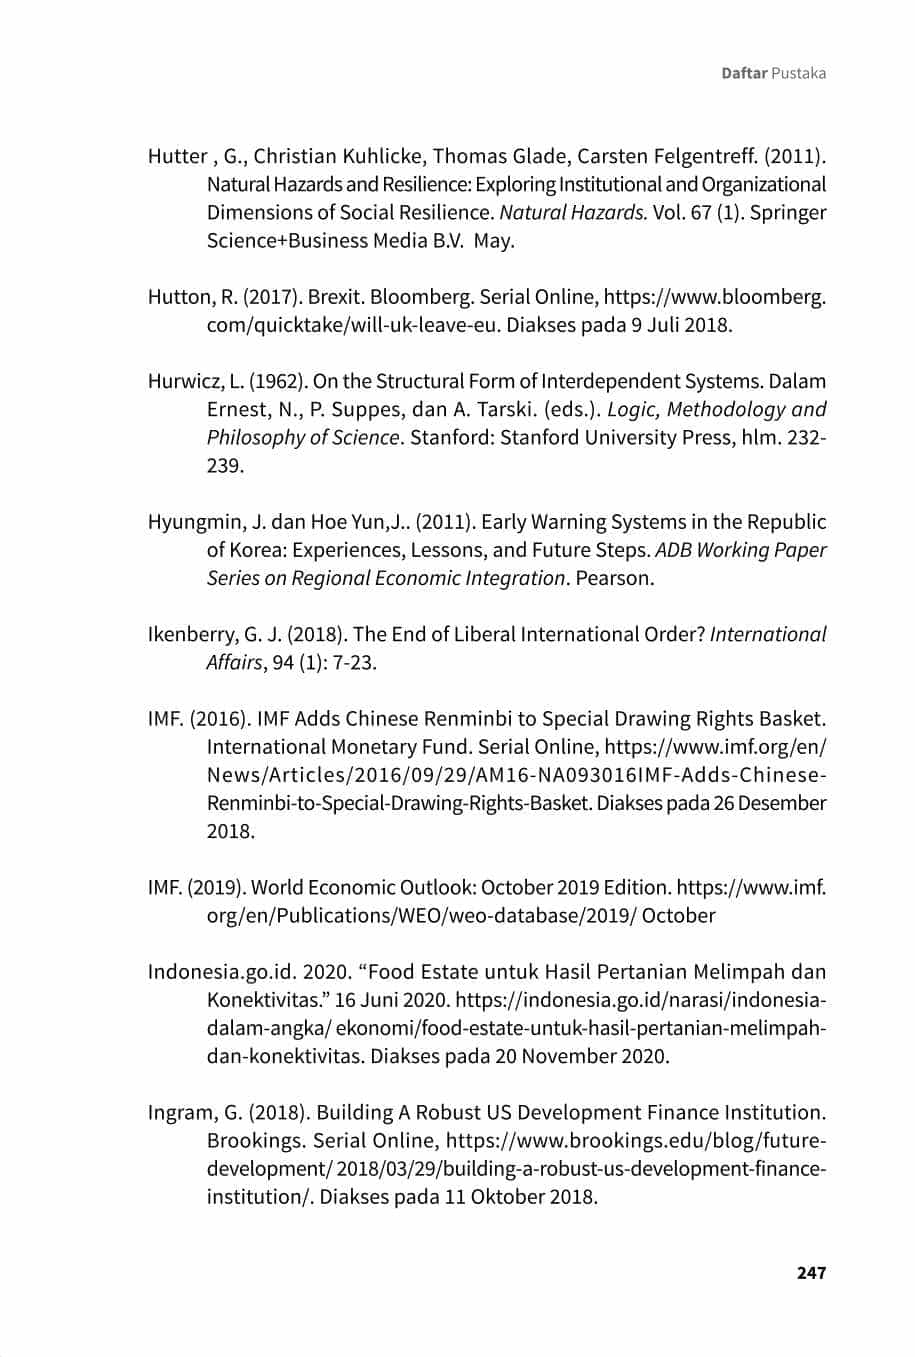 Daftar Pustaka
Hutter , G., Christian Kuhlicke, Thomas Glade, Carsten Felgentreff. (2011).
Natural Hazards and Resilience: Exploring Institutional and Organizational
Dimensions of Social Resilience. Natural Hazards. Vol. 67 (1). Springer
Science+Business Media B.V.  May.
Hutton, R. (2017). Brexit. Bloomberg. Serial Online, https://www.bloomberg.
com/quicktake/will-uk-leave-eu. Diakses pada 9 Juli 2018.
Hurwicz, L. (1962). On the Structural Form of Interdependent Systems. Dalam
Ernest, N., P. Suppes, dan A. Tarski. (eds.). Logic, Methodology and
Philosophy of Science. Stanford: Stanford University Press, hlm. 232-
239.
Hyungmin, J. dan Hoe Yun,J.. (2011). Early Warning Systems in the Republic
of Korea: Experiences, Lessons, and Future Steps. ADB Working Paper
Series on Regional Economic Integration. Pearson.
Ikenberry, G. J. (2018). The End of Liberal International Order? International
Affairs, 94 (1): 7-23.
IMF. (2016). IMF Adds Chinese Renminbi to Special Drawing Rights Basket.
International Monetary Fund. Serial Online, https://www.imf.org/en/
News/Articles/2016/09/29/AM16-NA093016IMF-Adds-Chinese-
Renminbi-to-Special-Drawing-Rights-Basket. Diakses pada 26 Desember
2018.
IMF. (2019). World Economic Outlook: October 2019 Edition. https://www.imf.
org/en/Publications/WEO/weo-database/2019/ October
Indonesia.go.id. 2020. “Food Estate untuk Hasil Pertanian Melimpah dan
Konektivitas.” 16 Juni 2020. https://indonesia.go.id/narasi/indonesia-
dalam-angka/ ekonomi/food-estate-untuk-hasil-pertanian-melimpah-
dan-konektivitas. Diakses pada 20 November 2020.
Ingram, G. (2018). Building A Robust US Development Finance Institution.
Brookings. Serial Online, https://www.brookings.edu/blog/future-
development/ 2018/03/29/building-a-robust-us-development-finance-
institution/. Diakses pada 11 Oktober 2018.
247